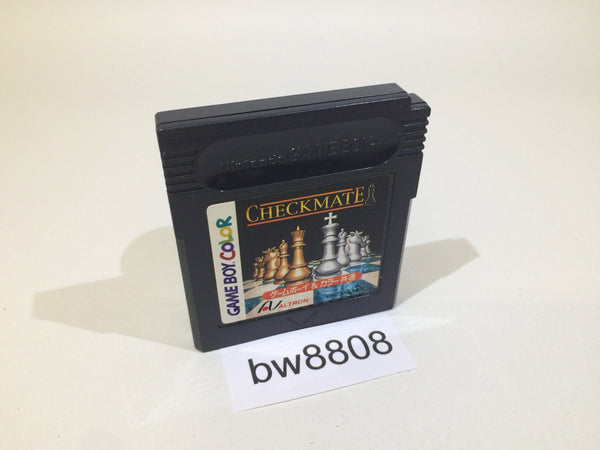 Nintendo GAME BOY
CHECKMATE
GAME BOY COLOR
ゲームボーイ & カラー共通
ALTRON
bw8808